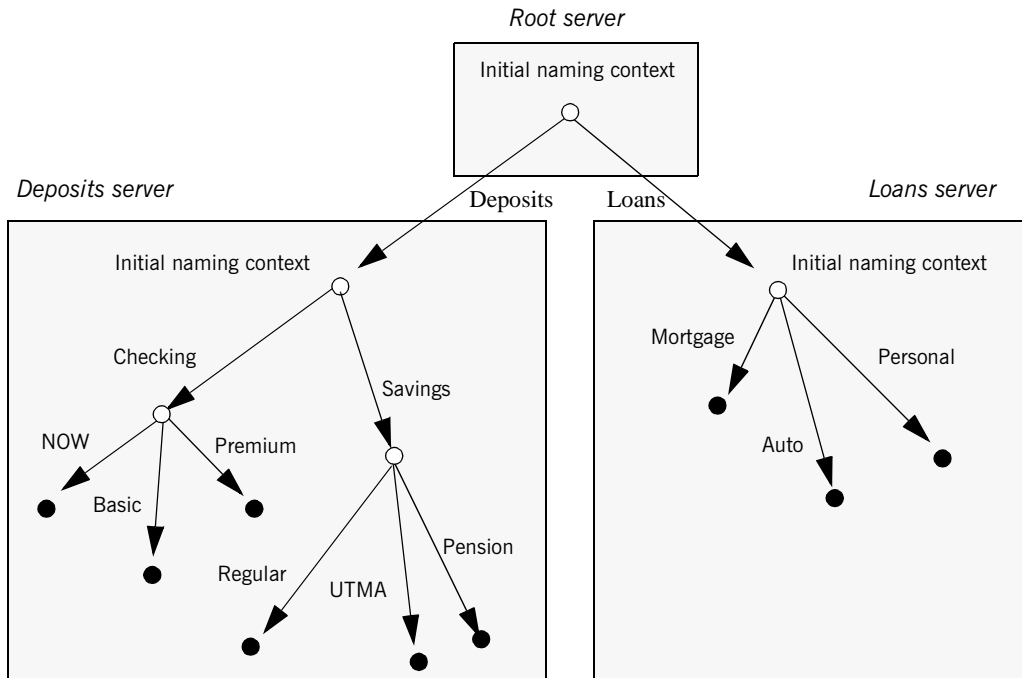 Root server
Initial naming context
Deposits server
Deposits
Loans
Loans server
Initial naming context
Initial naming context
Checking
Savings
Mortgage
Personal
NOW
Premium
Auto
Basic
Pension
Regular
UTMA